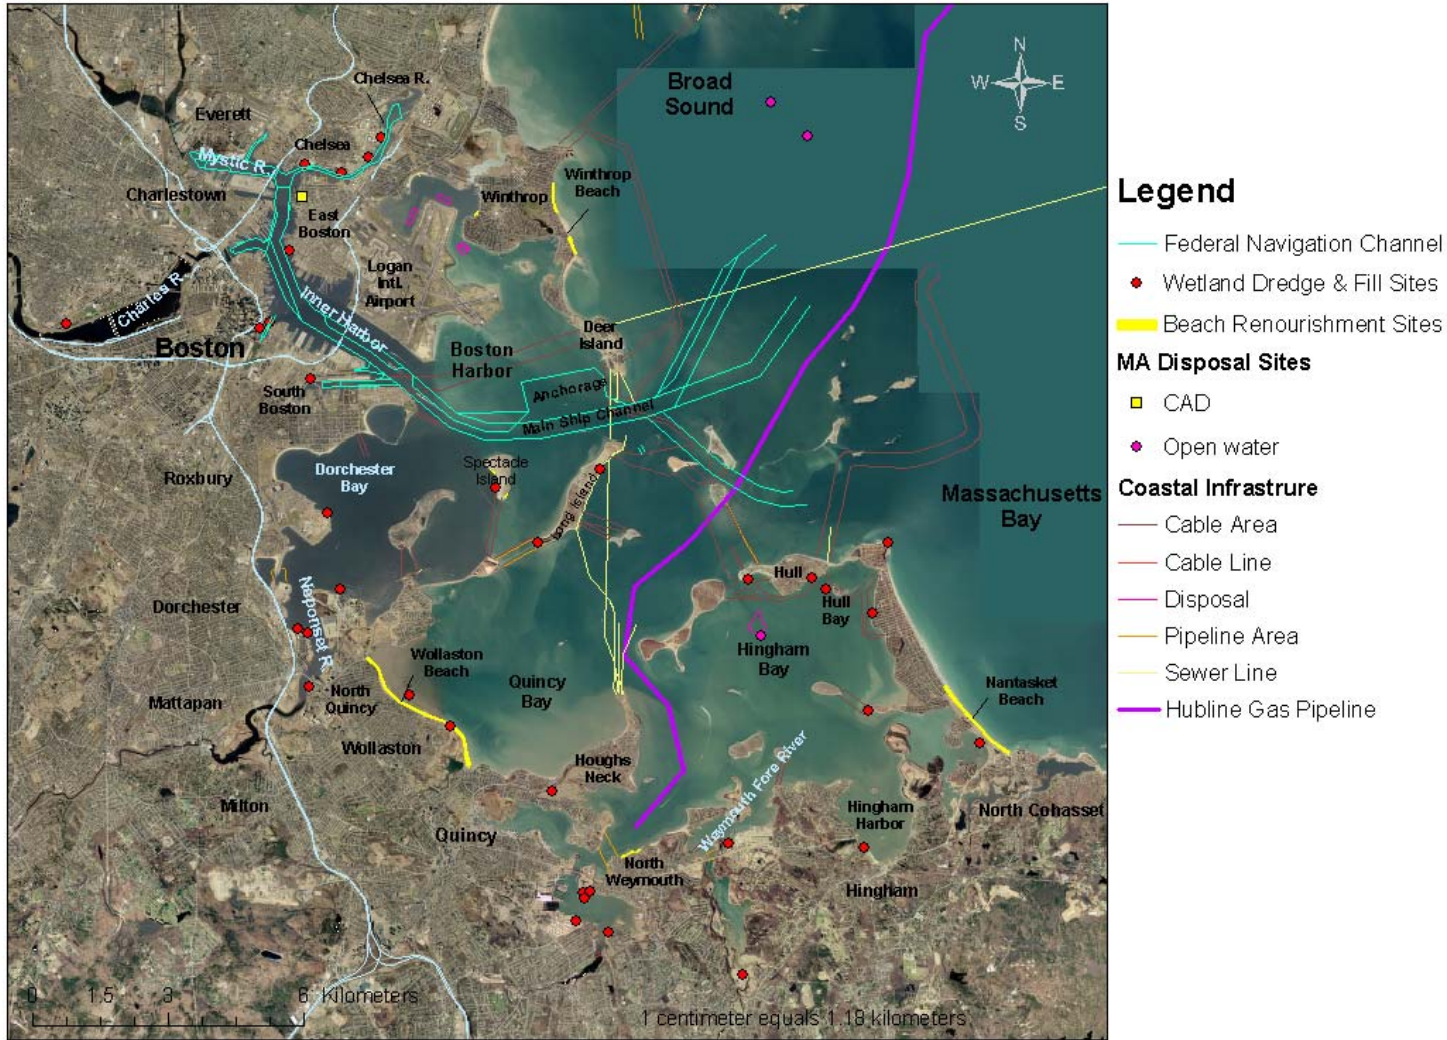 N
W
E
S
Chelsea R.
Broad
Sound
Everett
Chelsea
Mystic R.
Charlestown
Winthrop
Winthrop
Beach
East
Boston
Logan
Intl.
Airport
Charles R.
Inner Harbor
Boston
Deer
Island
Boston
Harbor
Anchorage
South
Boston
Main Ship Channel
Spectacle
Island
Roxbury
Dorchester
Bay
Long Island
Massachusetts
Bay
Hull
Hull
Bay
Dorchester
Neponset R.
Hingham
Bay
Wollaston
Beach
Quincy
Bay
Nantasket
Beach
Mattapan
North
Quincy
Wollaston
Houghs
Neck
Weymouth Fore River
Milton
Hingham
Harbor
North Cohasset
Quincy
North
Weymouth
Hingham
0 1.5 3 6 Kilometers
1 centimeter equals 1.18 kilometers
Legend
Federal Navigation Channel
Wetland Dredge & Fill Sites
Beach Renourishment Sites
MA Disposal Sites
CAD
Open water
Coastal Infrastrure
Cable Area
Cable Line
Disposal
Pipeline Area
Sewer Line
Hubline Gas Pipeline